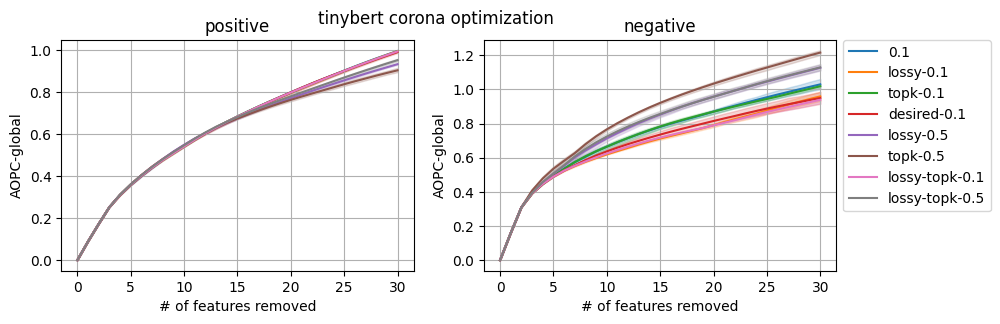 tinybert corona optimization
positive
negative
1.0
0.8
0.6
0.4
0.2
0.0
AOPC-global
0 5 10 15 20 25 30
# of features removed
1.2
1.0
0.8
0.6
0.4
0.2
0.0
AOPC-global
0 5 10 15 20 25 30
# of features removed
0.1
lossy-0.1
topk-0.1
desired-0.1
lossy-0.5
topk-0.5
lossy-topk-0.1
lossy-topk-0.5